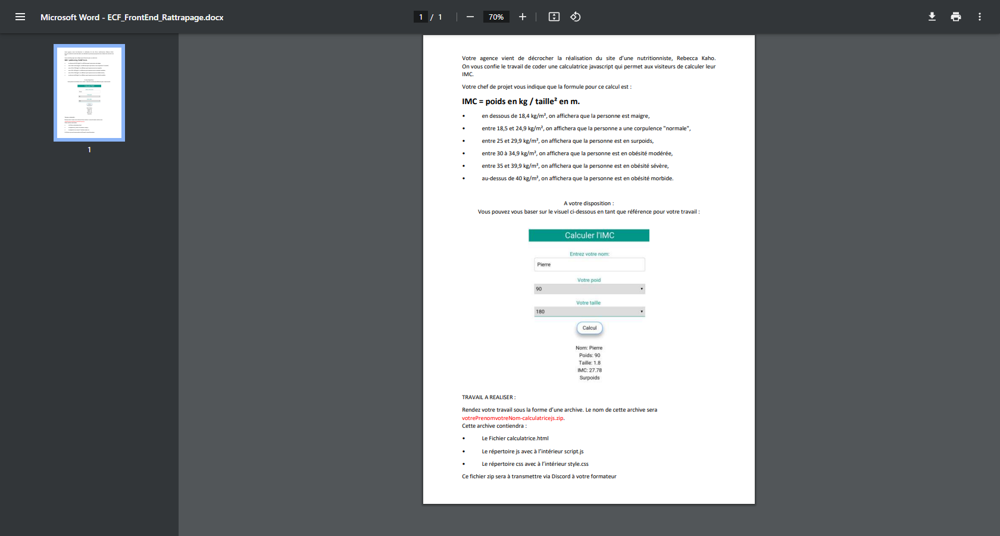 Microsoft Word - ECF_FrontEnd_Rattrapage.docx
1 / 1
70%
1
Votre agence vient de décrocher la réalisation du site d'une nutritionniste, Rebecca Kaho.
On vous confie le travail de coder une calculatrice javascript qui permet aux visiteurs de calculer leur
IMC.
Votre chef de projet vous indique que la formule pour ce calcul est :
IMC = poids en kg / taille² en m.
• en dessous de 18,4 kg/m², on affichera que la personne est maigre,
• entre 18,5 et 24,9 kg/m², on affichera que la personne a une corpulence "normale",
• entre 25 et 29,9 kg/m², on affichera que la personne est en surpoids,
• entre 30 à 34,9 kg/m², on affichera que la personne est en obésité modérée,
• entre 35 et 39,9 kg/m², on affichera que la personne est en obésité sévère,
• au-dessus de 40 kg/m², on affichera que la personne est en obésité morbide.
A votre disposition :
Vous pouvez vous baser sur le visuel ci-dessous en tant que référence pour votre travail :
Calculer l'IMC
Entrez votre nom:
Pierre
Votre poid
90
Votre taille
180
Calcul
Nom: Pierre
Poids: 90
Taille: 1.8
IMC: 27.78
Surpoids
TRAVAIL A REALISER :
Rendez votre travail sous la forme d'une archive. Le nom de cette archive sera
votrePrenomvotreNom-calculatricejs.zip.
Cette archive contiendra :
• Le Fichier calculatrice.html
• Le répertoire js avec à l'intérieur script.js
• Le répertoire css avec à l'intérieur style.css
Ce fichier zip sera à transmettre via Discord à votre formateur